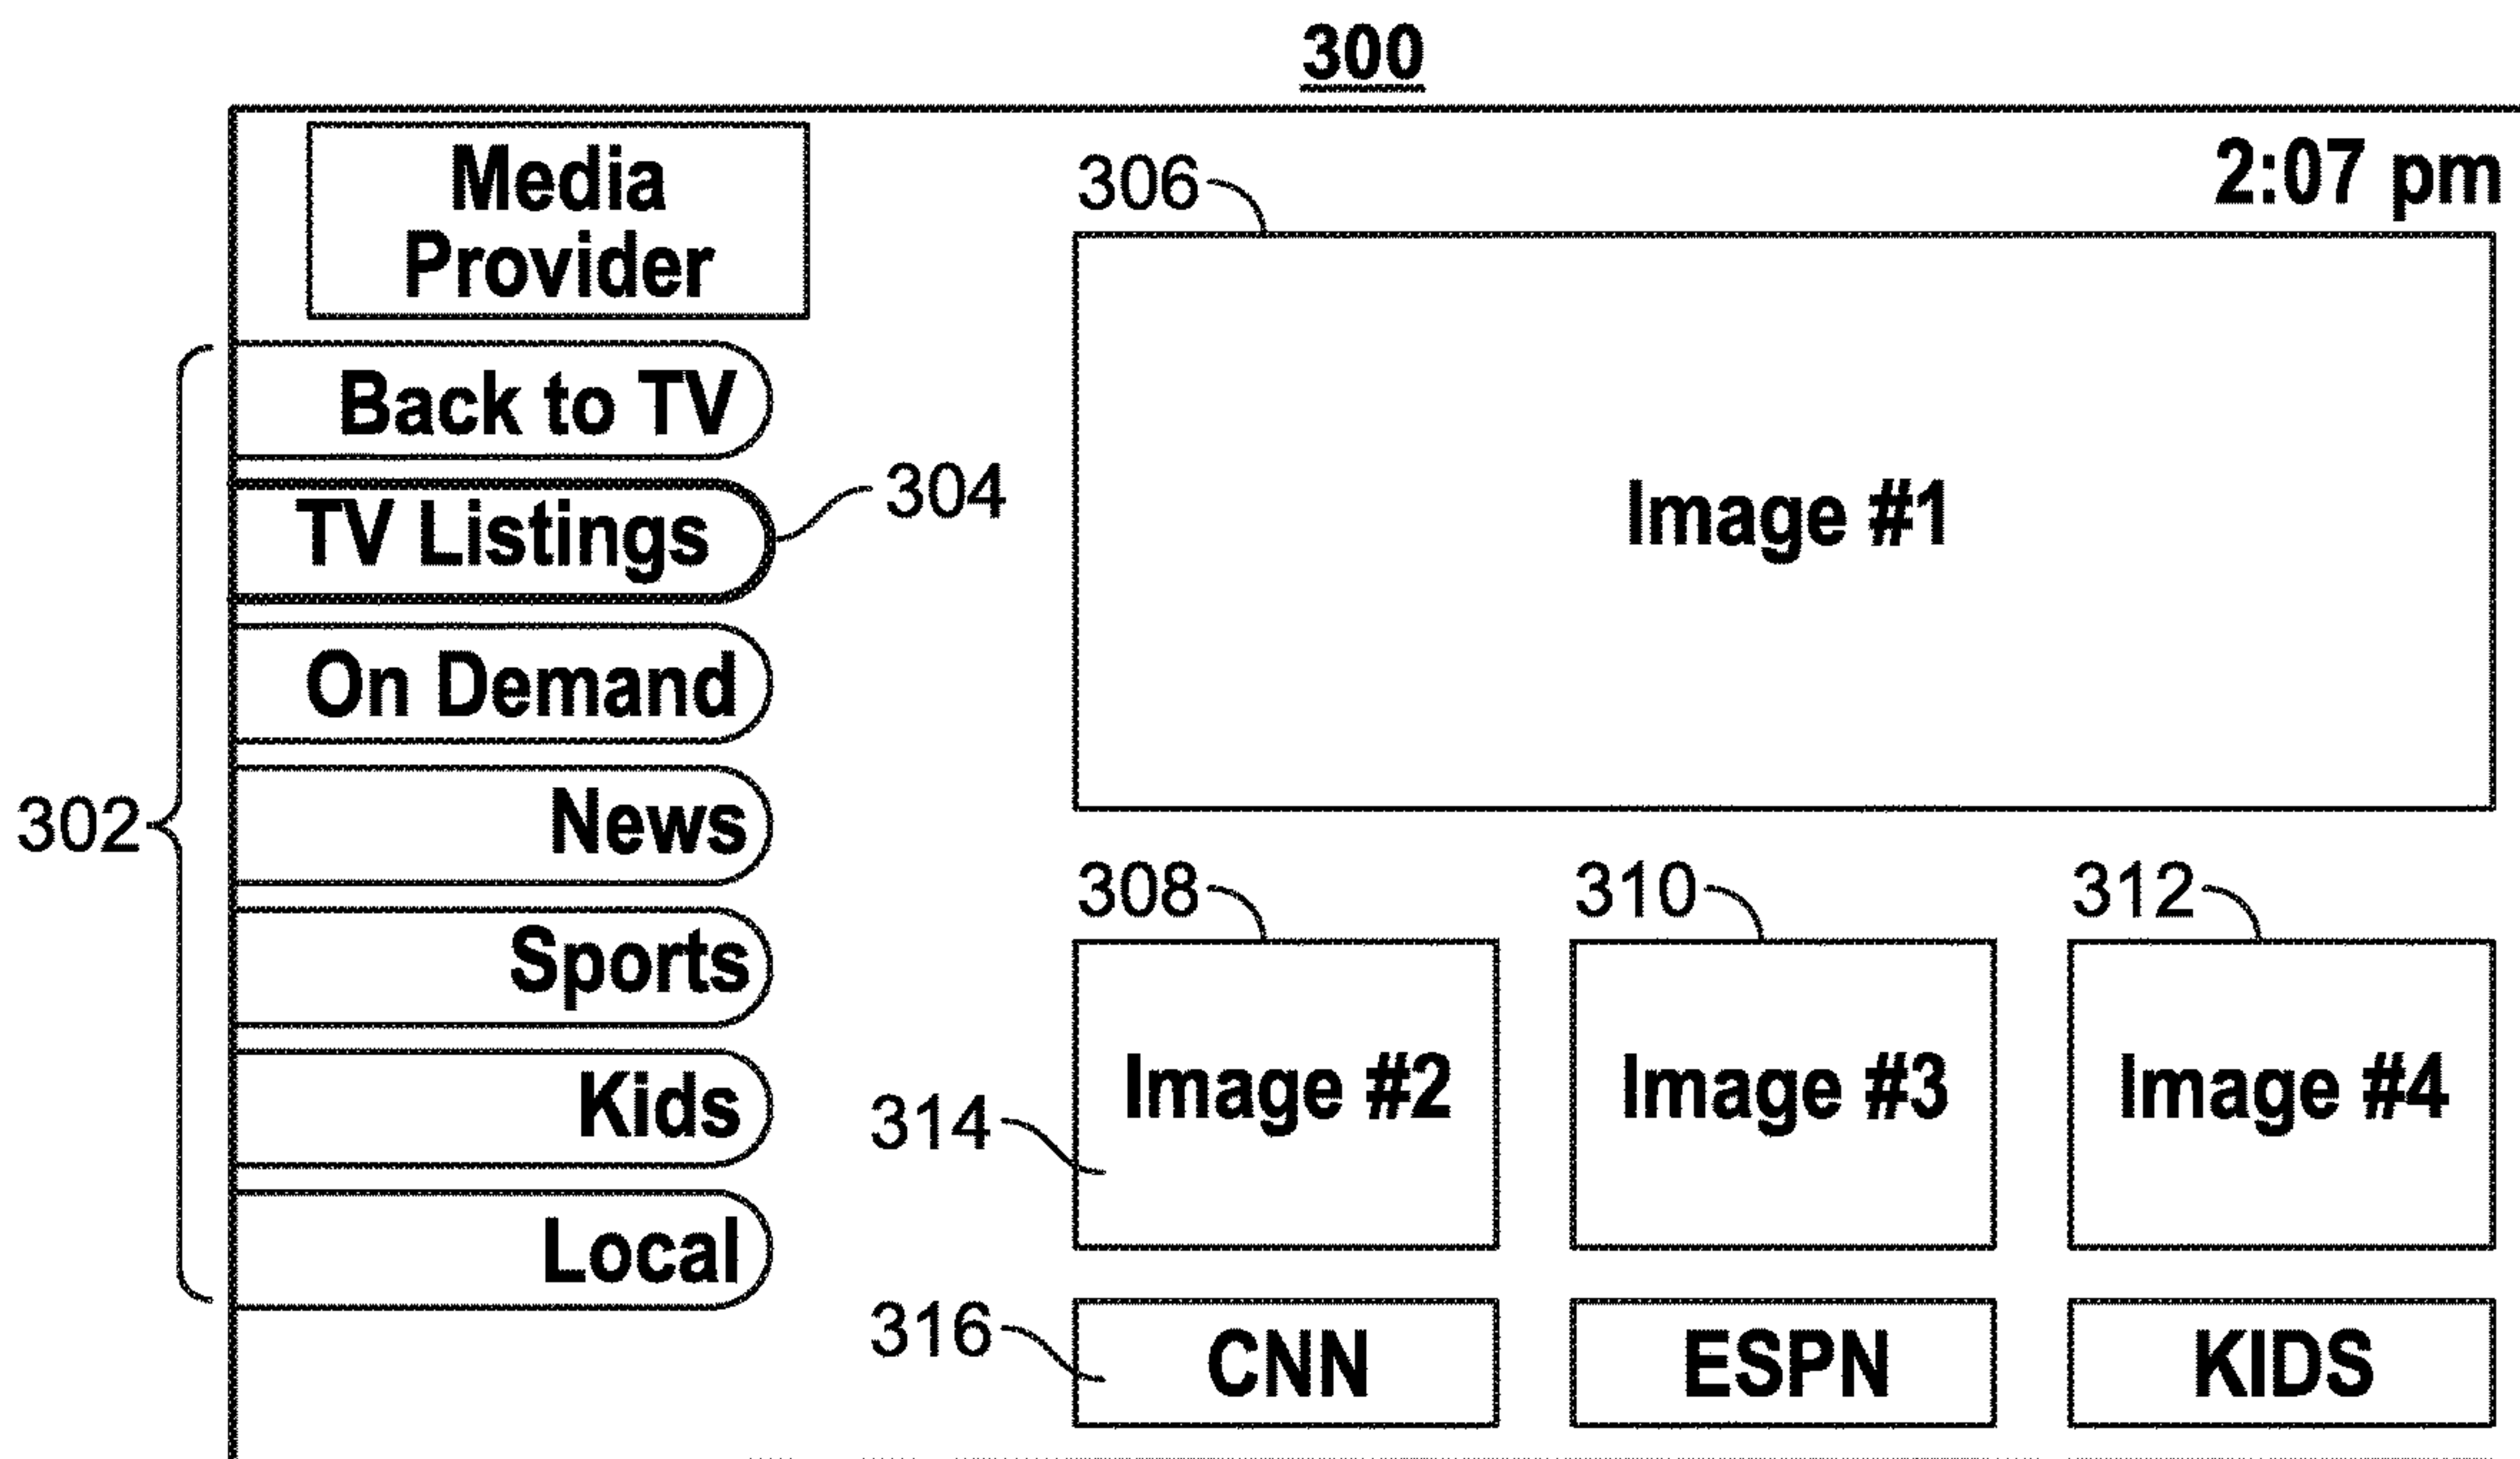 300
Media
Provider
2:07 pm
306
Back to TV
TV Listings
304
Image #1
On Demand
302
News
Sports
Kids
Local
308
310
312
Image #2
Image #3
Image #4
314
316
CNN
ESPN
KIDS